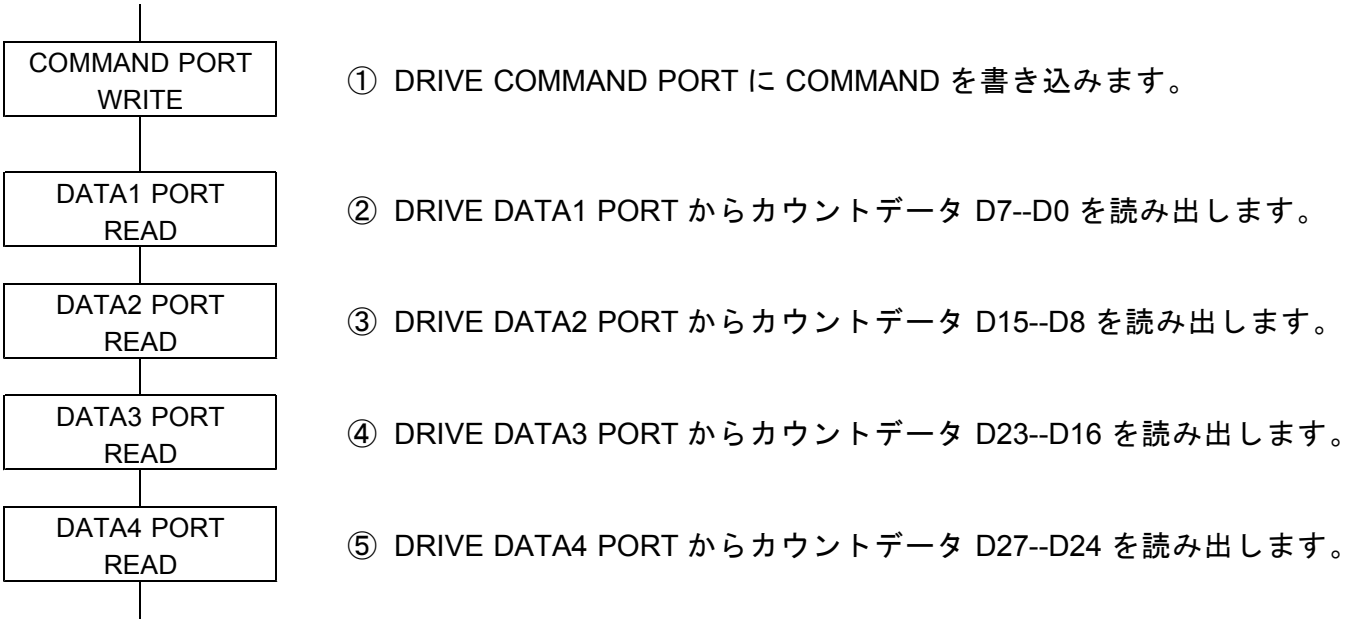 COMMAND PORT
WRITE
① DRIVE COMMAND PORT に COMMAND を書き込みます。
DATA1 PORT
READ
② DRIVE DATA1 PORT からカウントデータ D7--D0 を読み出します。
DATA2 PORT
READ
③ DRIVE DATA2 PORT からカウントデータ D15--D8 を読み出します。
DATA3 PORT
READ
④ DRIVE DATA3 PORT からカウントデータ D23--D16 を読み出します。
DATA4 PORT
READ
⑤ DRIVE DATA4 PORT からカウントデータ D27--D24 を読み出します。